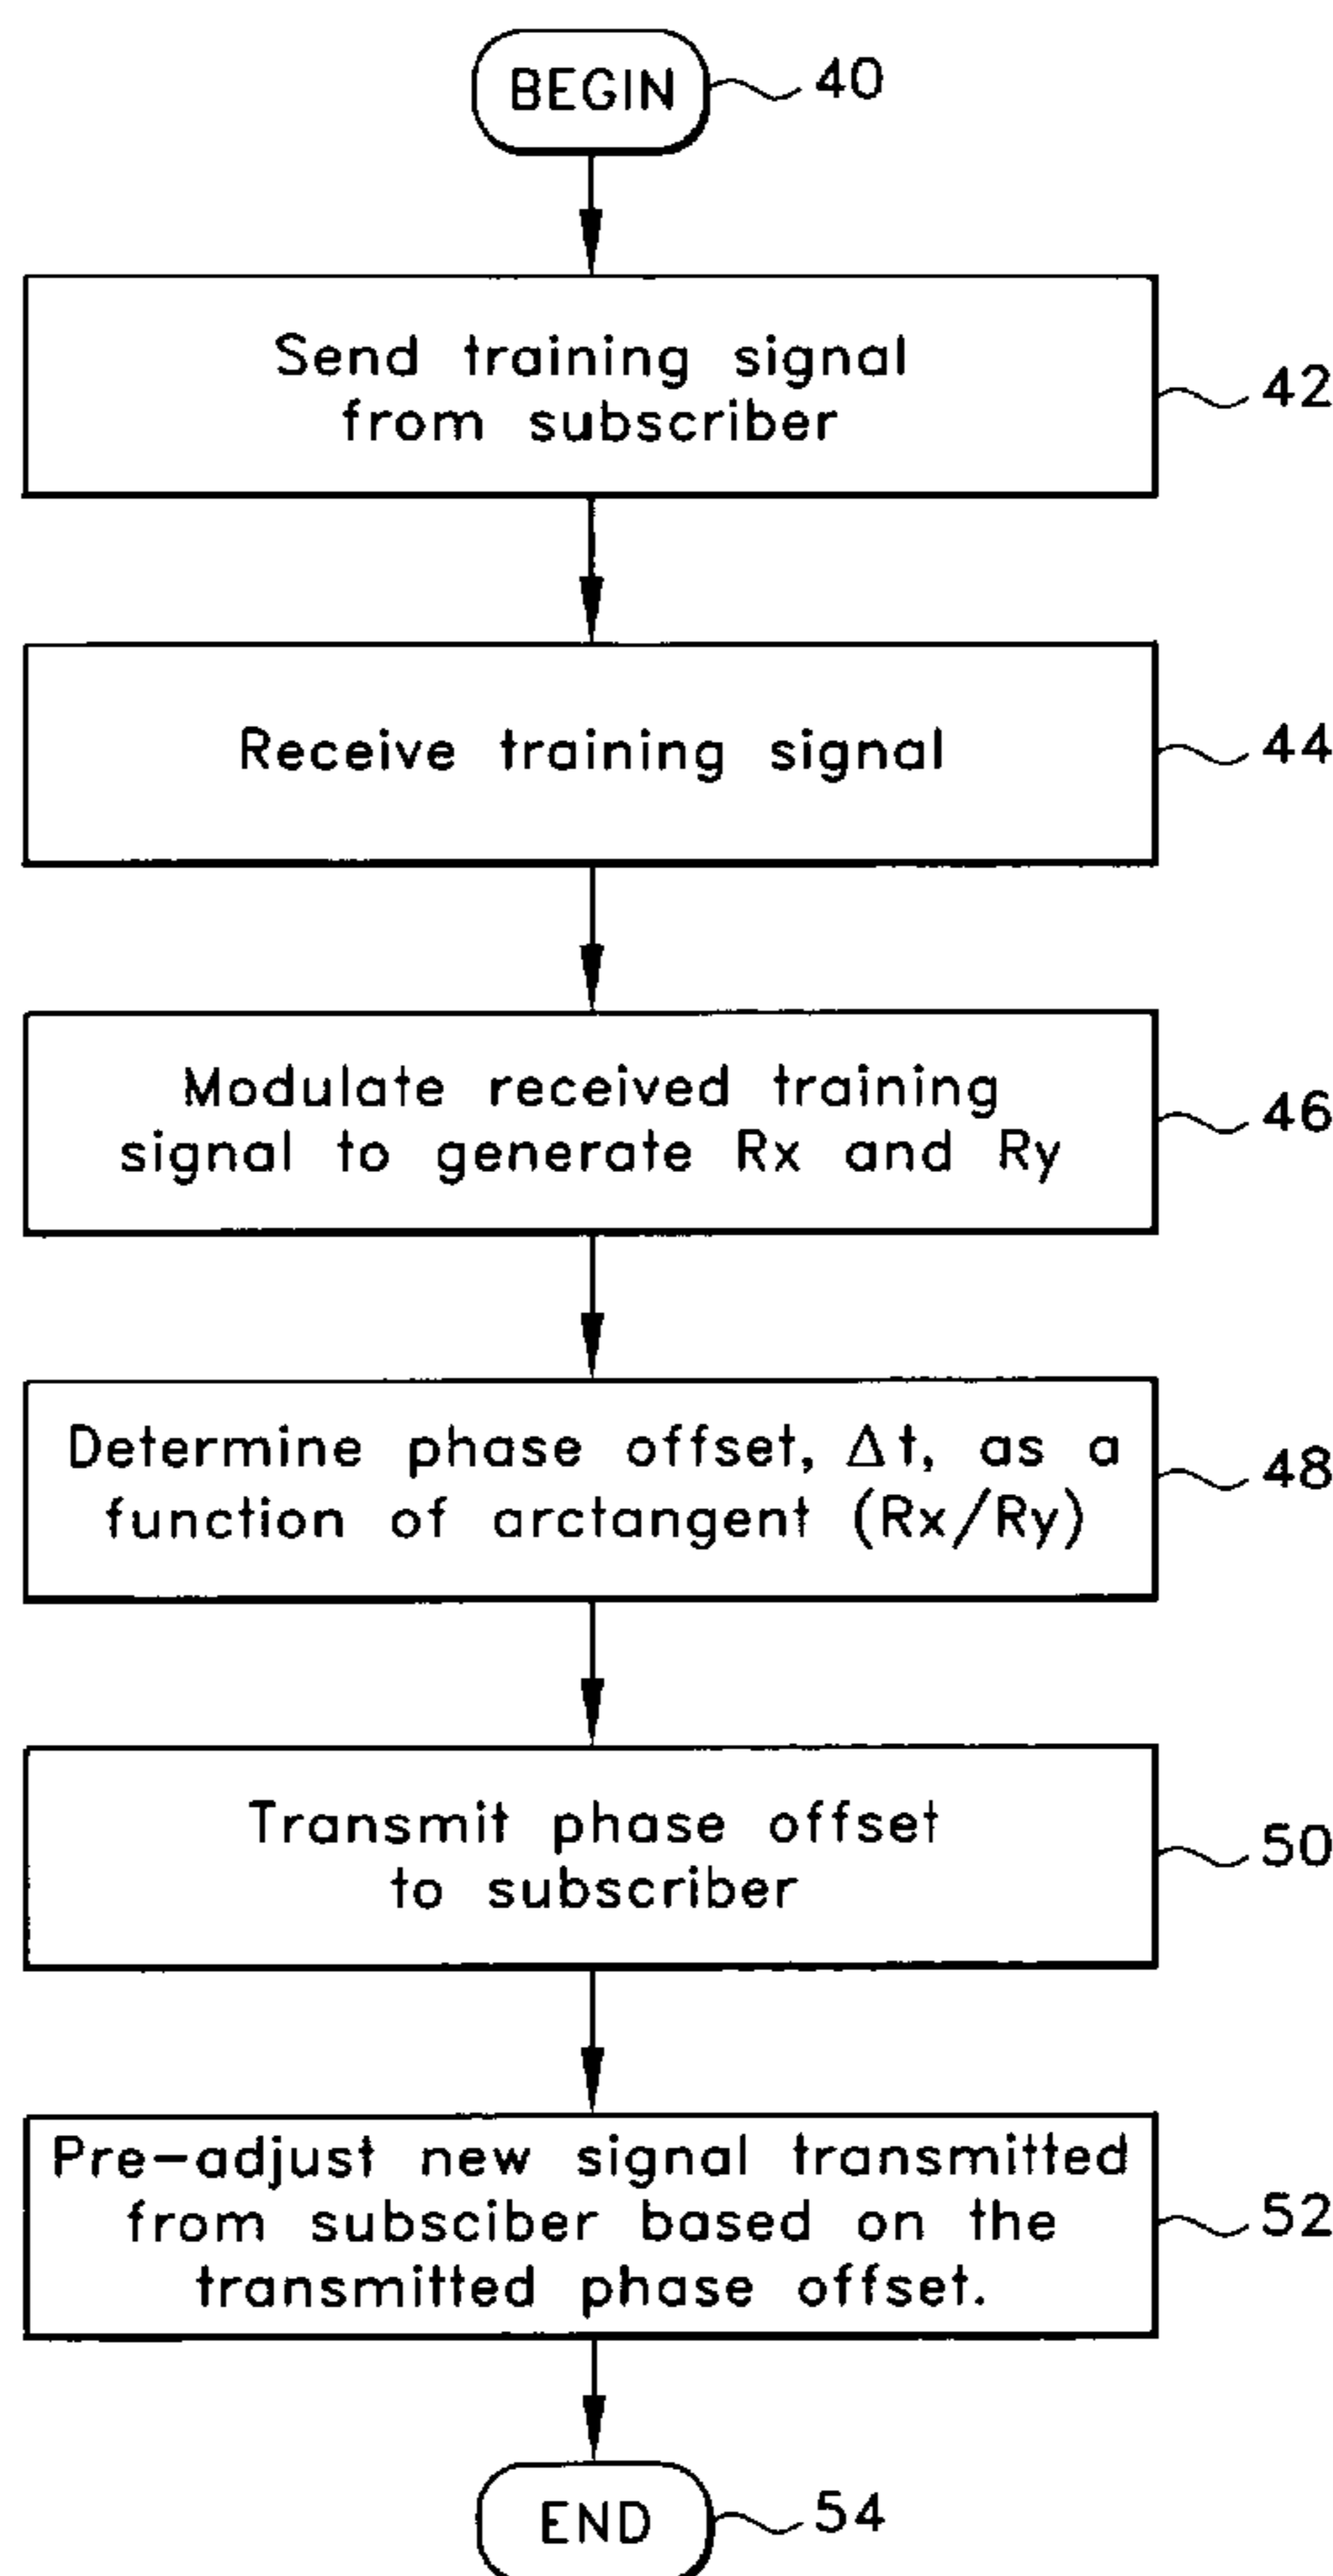 BEGIN
40
Send training signal
from subscriber
42
Receive training signal
44
Modulate received training
signal to generate Rx and Ry
46
Determine phase offset, Δt, as a
function of arctangent (Rx/Ry)
48
Transmit phase offset
to subscriber
50
Pre-adjust new signal transmitted
from subsciber based on the
transmitted phase offset.
52
END
54